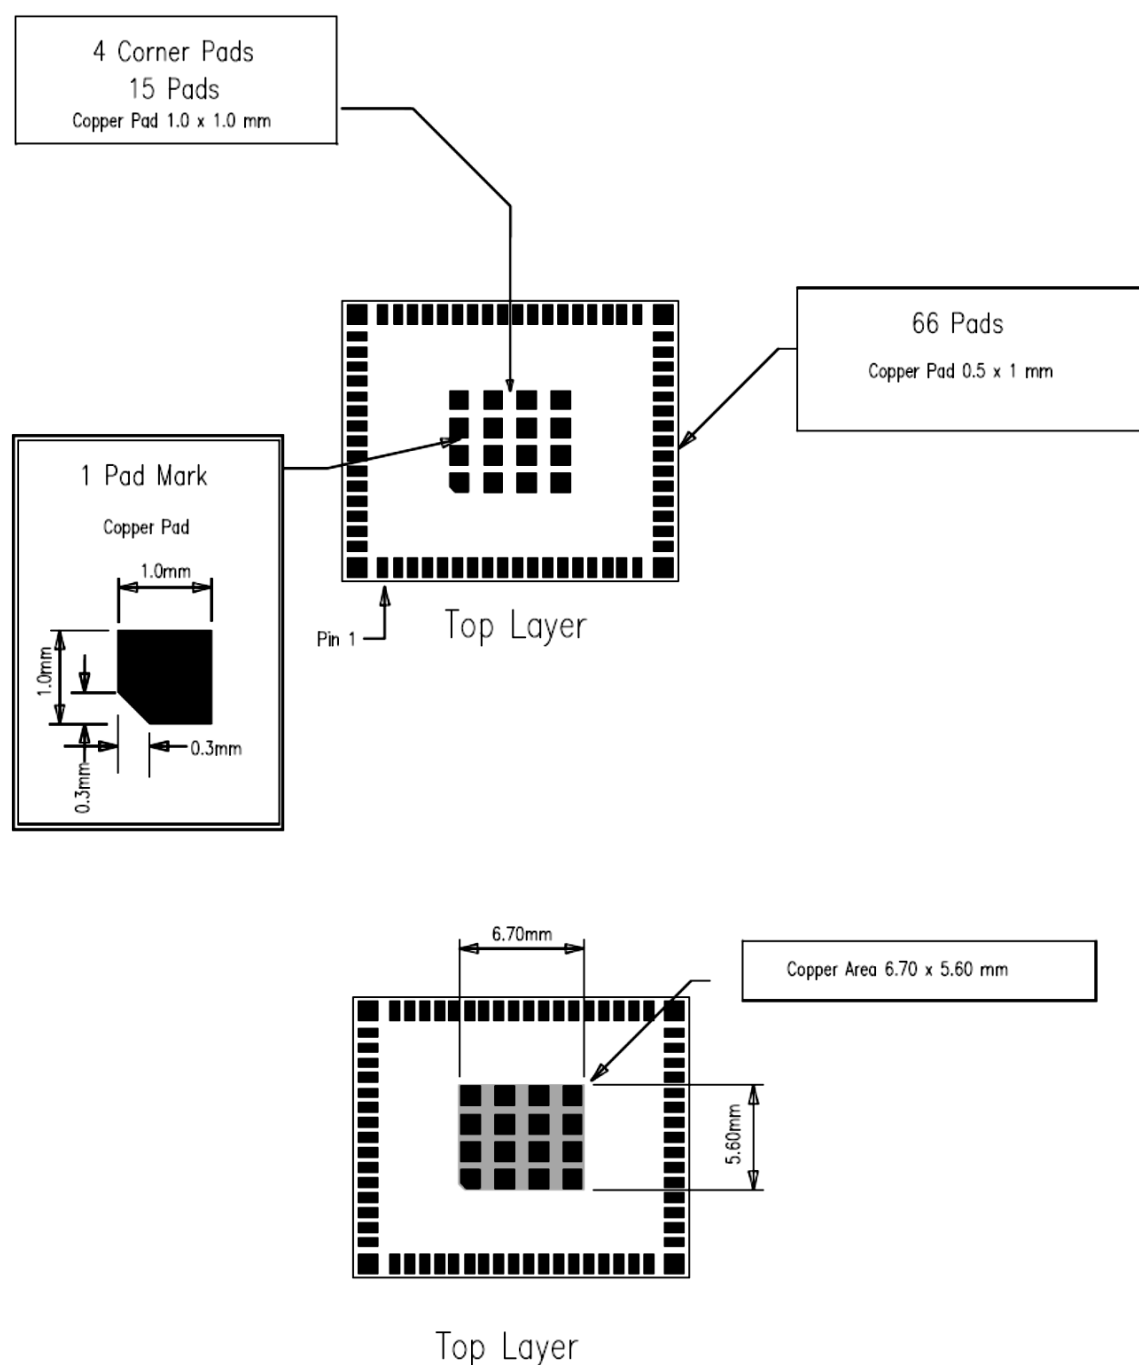 4 Corner Pads
15 Pads
Copper Pad 1.0 x 1.0 mm
66 Pads
Copper Pad 0.5 x 1 mm
1 Pad Mark
Copper Pad
1.0mm
1.0mm
0.3mm
0.3mm
Pin 1
Top Layer
6.70mm
Copper Area 6.70 x 5.60 mm
5.60mm
Top Layer